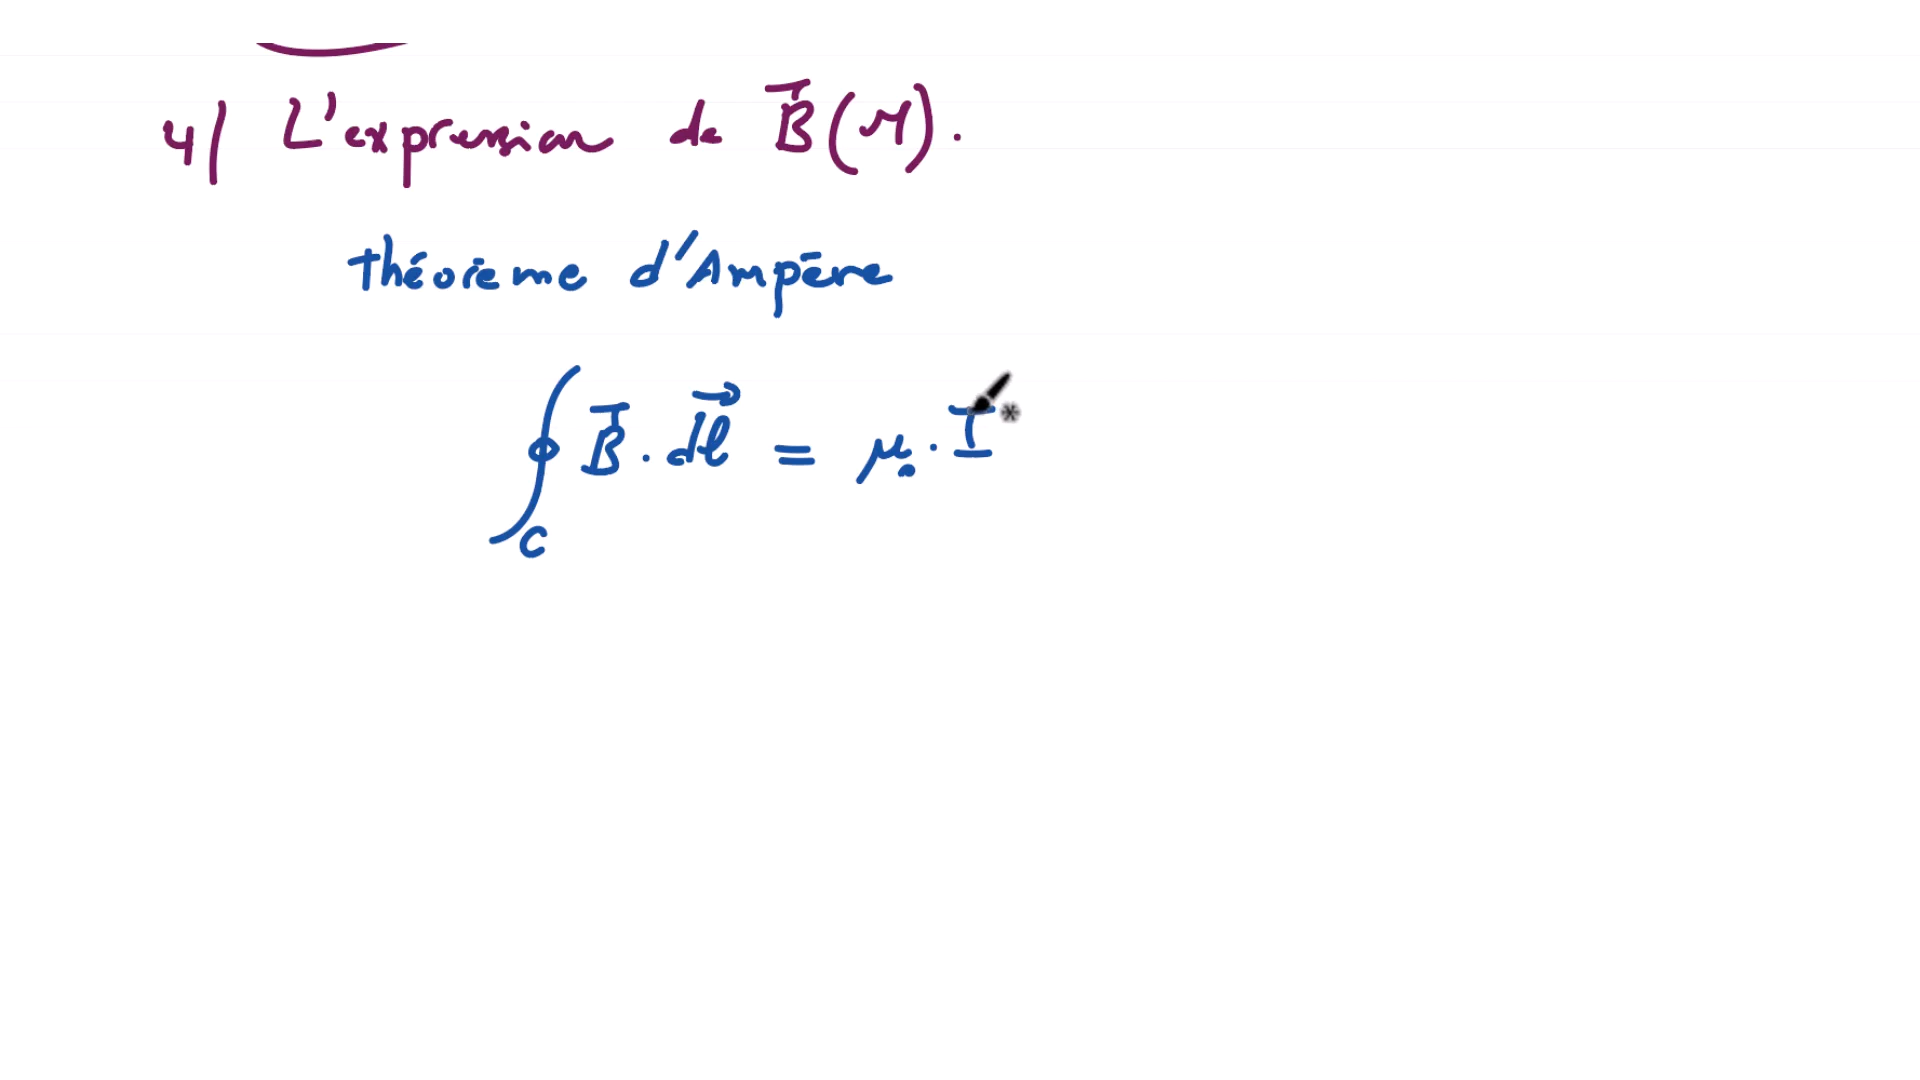 4) L'expression de B⃗(M).
théorème d'Ampère
∮_C B⃗ . dl⃗ = μ₀ . I